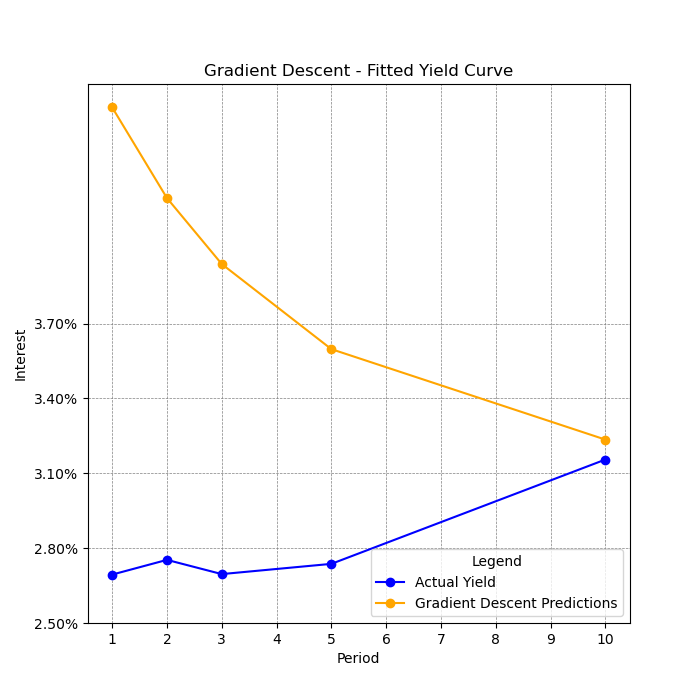 Gradient Descent - Fitted Yield Curve
Interest
3.70%
3.40%
3.10%
2.80%
2.50%
Legend
Actual Yield
Gradient Descent Predictions
1 2 3 4 5 6 7 8 9 10
Period